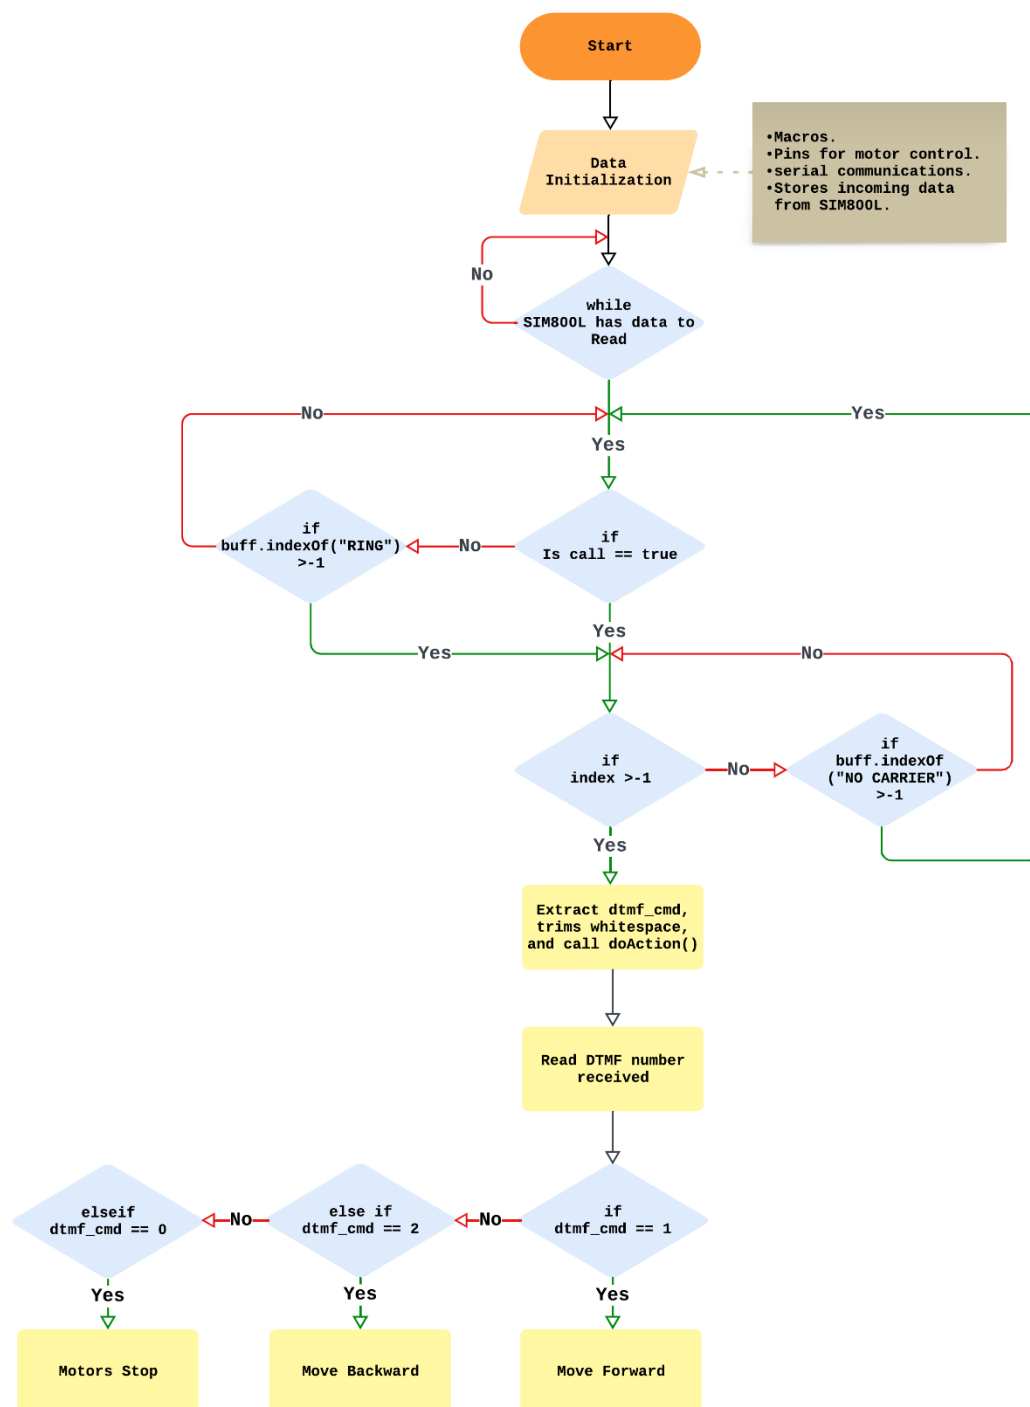 Start
Data
Initialization
•Macros.
•Pins for motor control.
•serial communications.
•Stores incoming data
from SIM800L.
No
while
SIM800L has data to
Read
No
Yes
Yes
if
buff.indexOf("RING")
>-1
No
if
Is call == true
Yes
Yes
No
if
index >-1
No
if
buff.indexOf
("NO CARRIER")
>-1
Yes
Extract dtmf_cmd,
trims whitespace,
and call doAction()
Read DTMF number
received
elseif
dtmf_cmd == 0
No
else if
dtmf_cmd == 2
No
if
dtmf_cmd == 1
Yes
Yes
Yes
Motors Stop
Move Backward
Move Forward